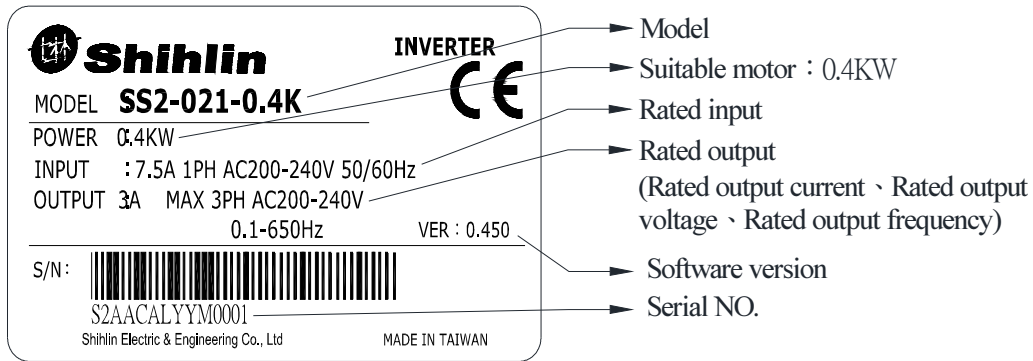 Shihlin
INVERTER
CE
MODEL SS2-021-0.4K
POWER : 0.4KW
INPUT : 7.5A 1PH AC200-240V 50/60Hz
OUTPUT : 3A MAX 3PH AC200-240V
0.1-650Hz VER:0.450
S/N:
S2AACALYYM0001
Shihlin Electric & Engineering Co., Ltd MADE IN TAIWAN
Model
Suitable motor:0.4KW
Rated input
Rated output
(Rated output current、Rated output
voltage、Rated output frequency)
Software version
Serial NO.